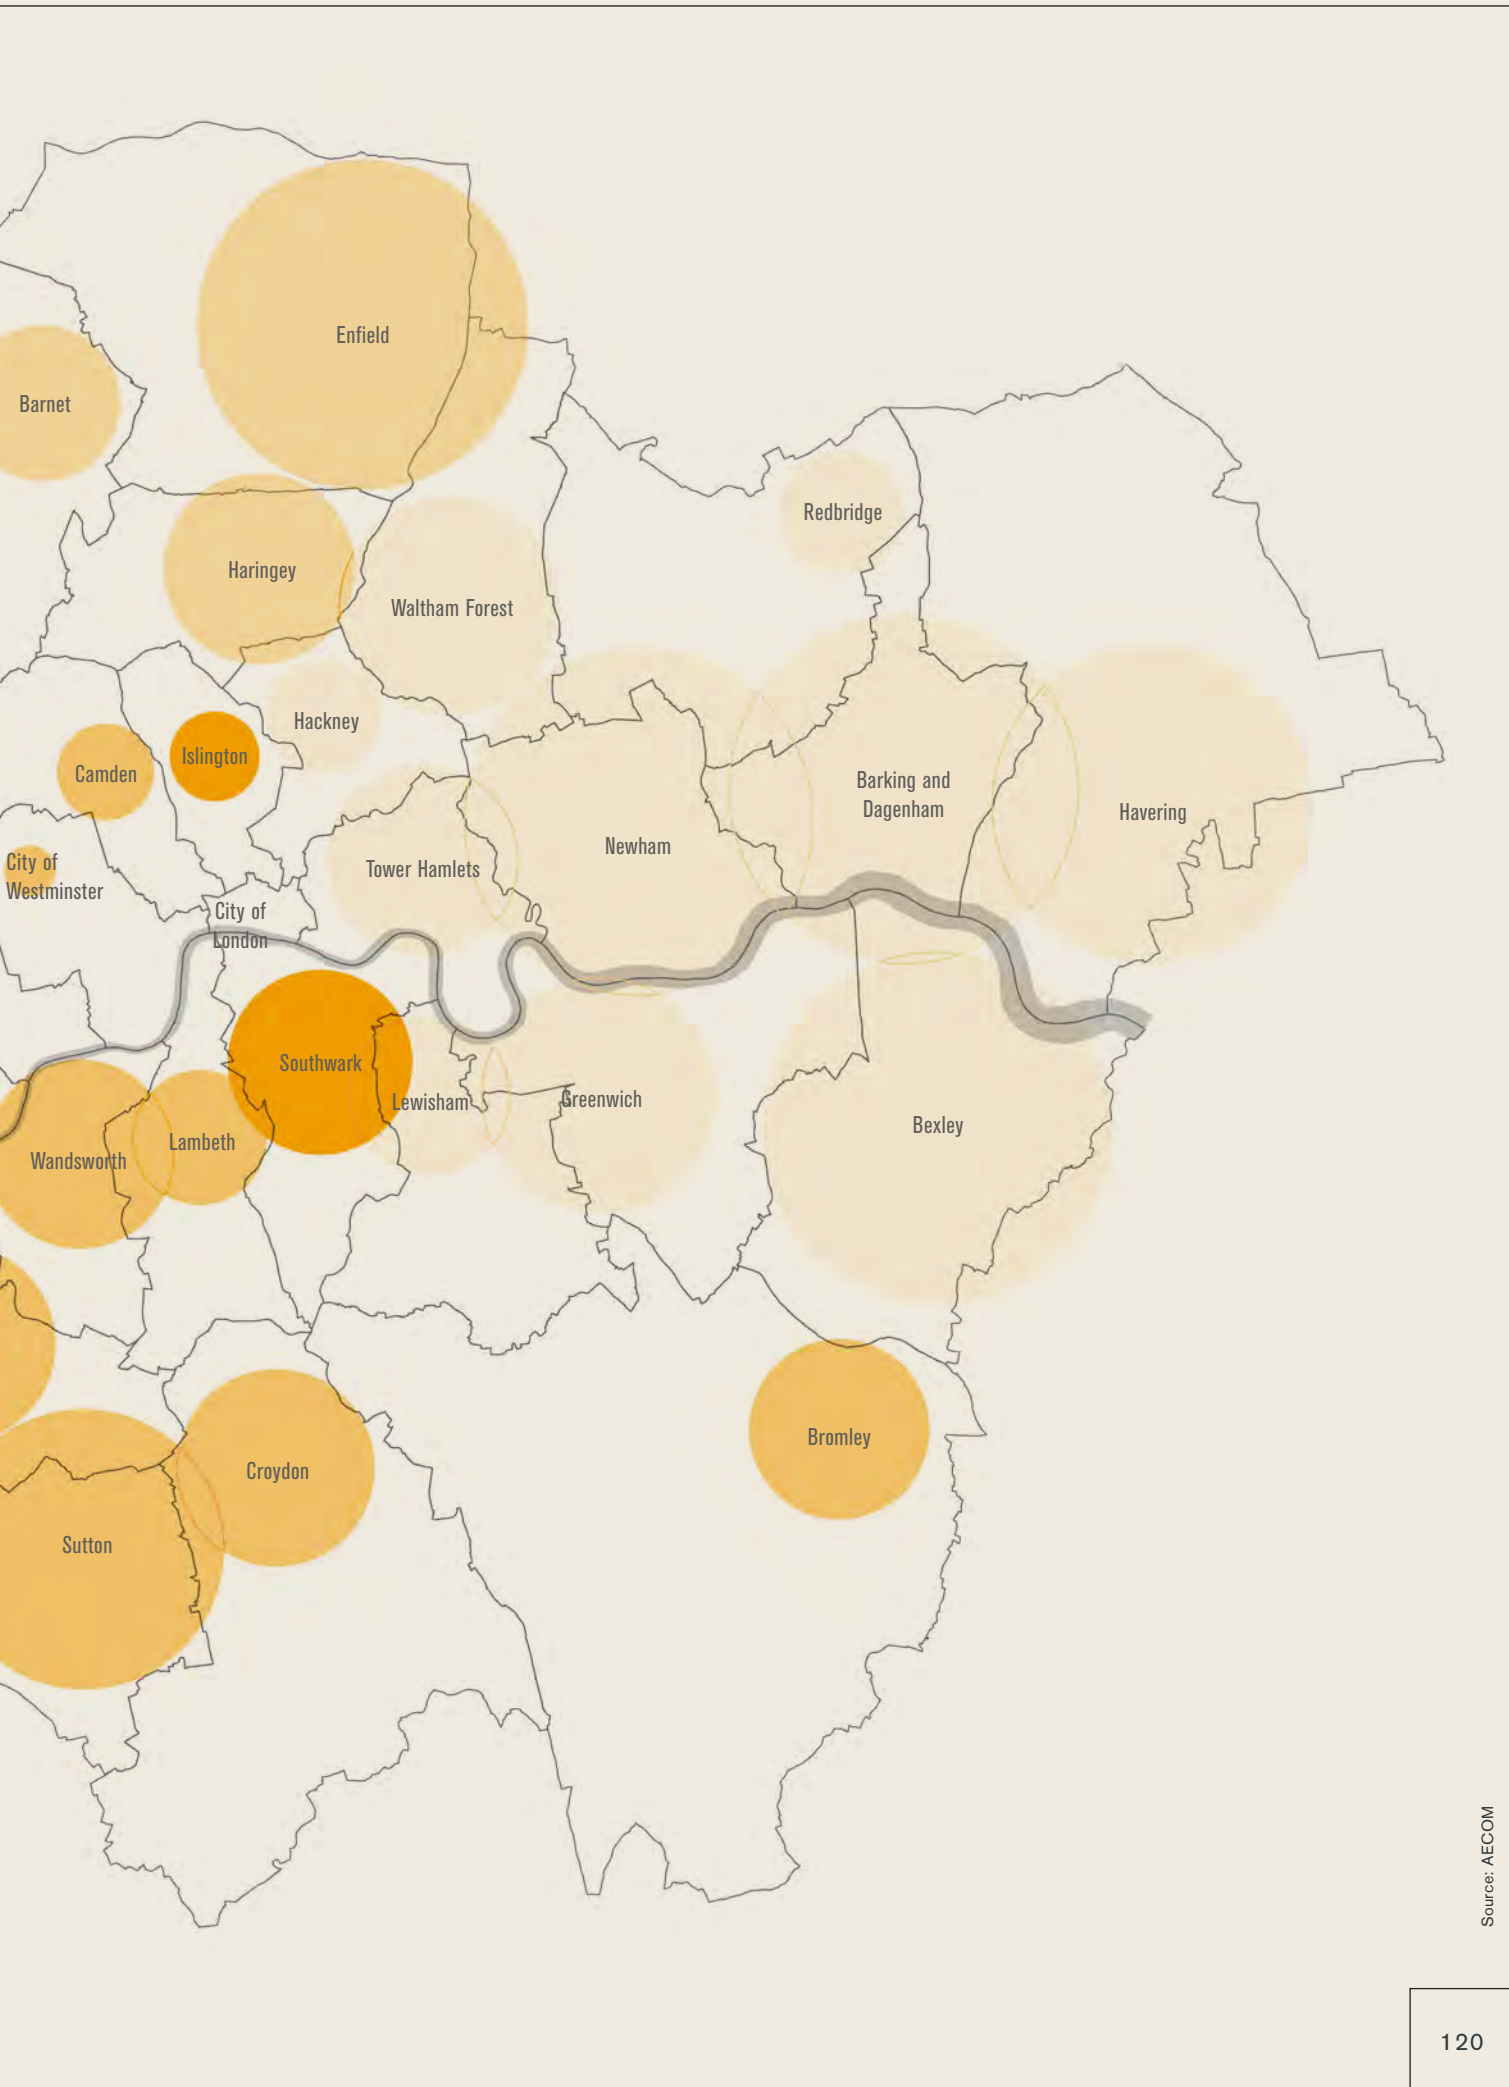 Enfield
Barnet
Redbridge
Haringey
Waltham Forest
Hackney
Islington
Camden
Barking and
Dagenham
Havering
Newham
City of
Westminster
Tower Hamlets
City of
London
Southwark
Lewisham
Greenwich
Bexley
Lambeth
Wandsworth
Bromley
Croydon
Sutton
Source: AECOM
120